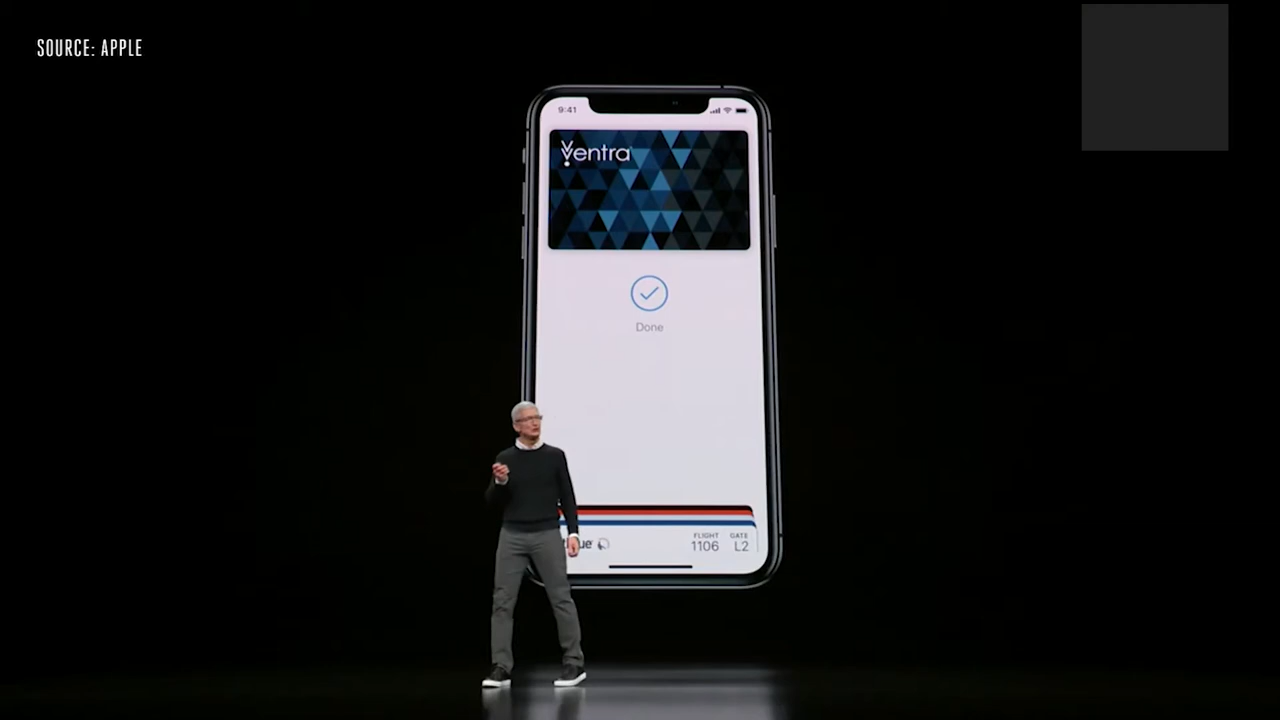 SOURCE: APPLE
9:41
Ventra
Done
FLIGHT GATE
1106 L2